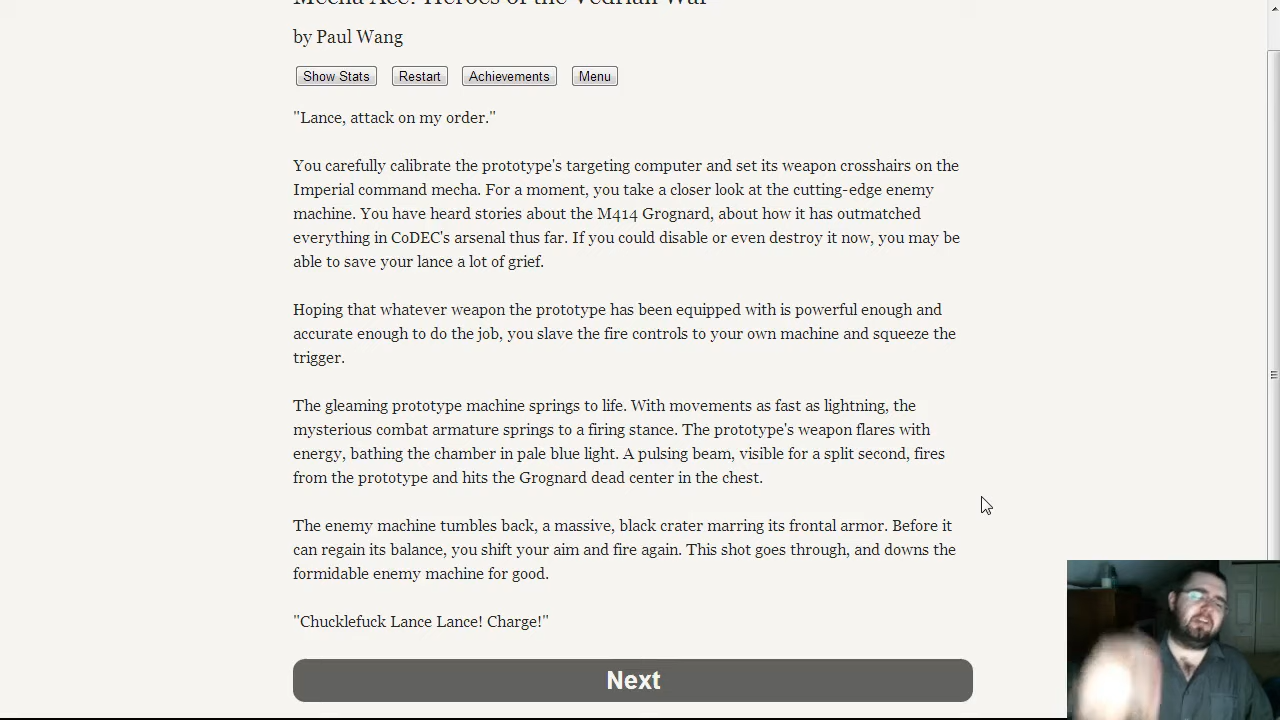 Mecha Ace: Heroes of the Vedrian War
by Paul Wang
Show Stats Restart Achievements Menu
"Lance, attack on my order."
You carefully calibrate the prototype's targeting computer and set its weapon crosshairs on the
Imperial command mecha. For a moment, you take a closer look at the cutting-edge enemy
machine. You have heard stories about the M414 Grognard, about how it has outmatched
everything in CoDEC's arsenal thus far. If you could disable or even destroy it now, you may be
able to save your lance a lot of grief.
Hoping that whatever weapon the prototype has been equipped with is powerful enough and
accurate enough to do the job, you slave the fire controls to your own machine and squeeze the
trigger.
The gleaming prototype machine springs to life. With movements as fast as lightning, the
mysterious combat armature springs to a firing stance. The prototype's weapon flares with
energy, bathing the chamber in pale blue light. A pulsing beam, visible for a split second, fires
from the prototype and hits the Grognard dead center in the chest.
The enemy machine tumbles back, a massive, black crater marring its frontal armor. Before it
can regain its balance, you shift your aim and fire again. This shot goes through, and downs the
formidable enemy machine for good.
"Chucklefuck Lance Lance! Charge!"
Next